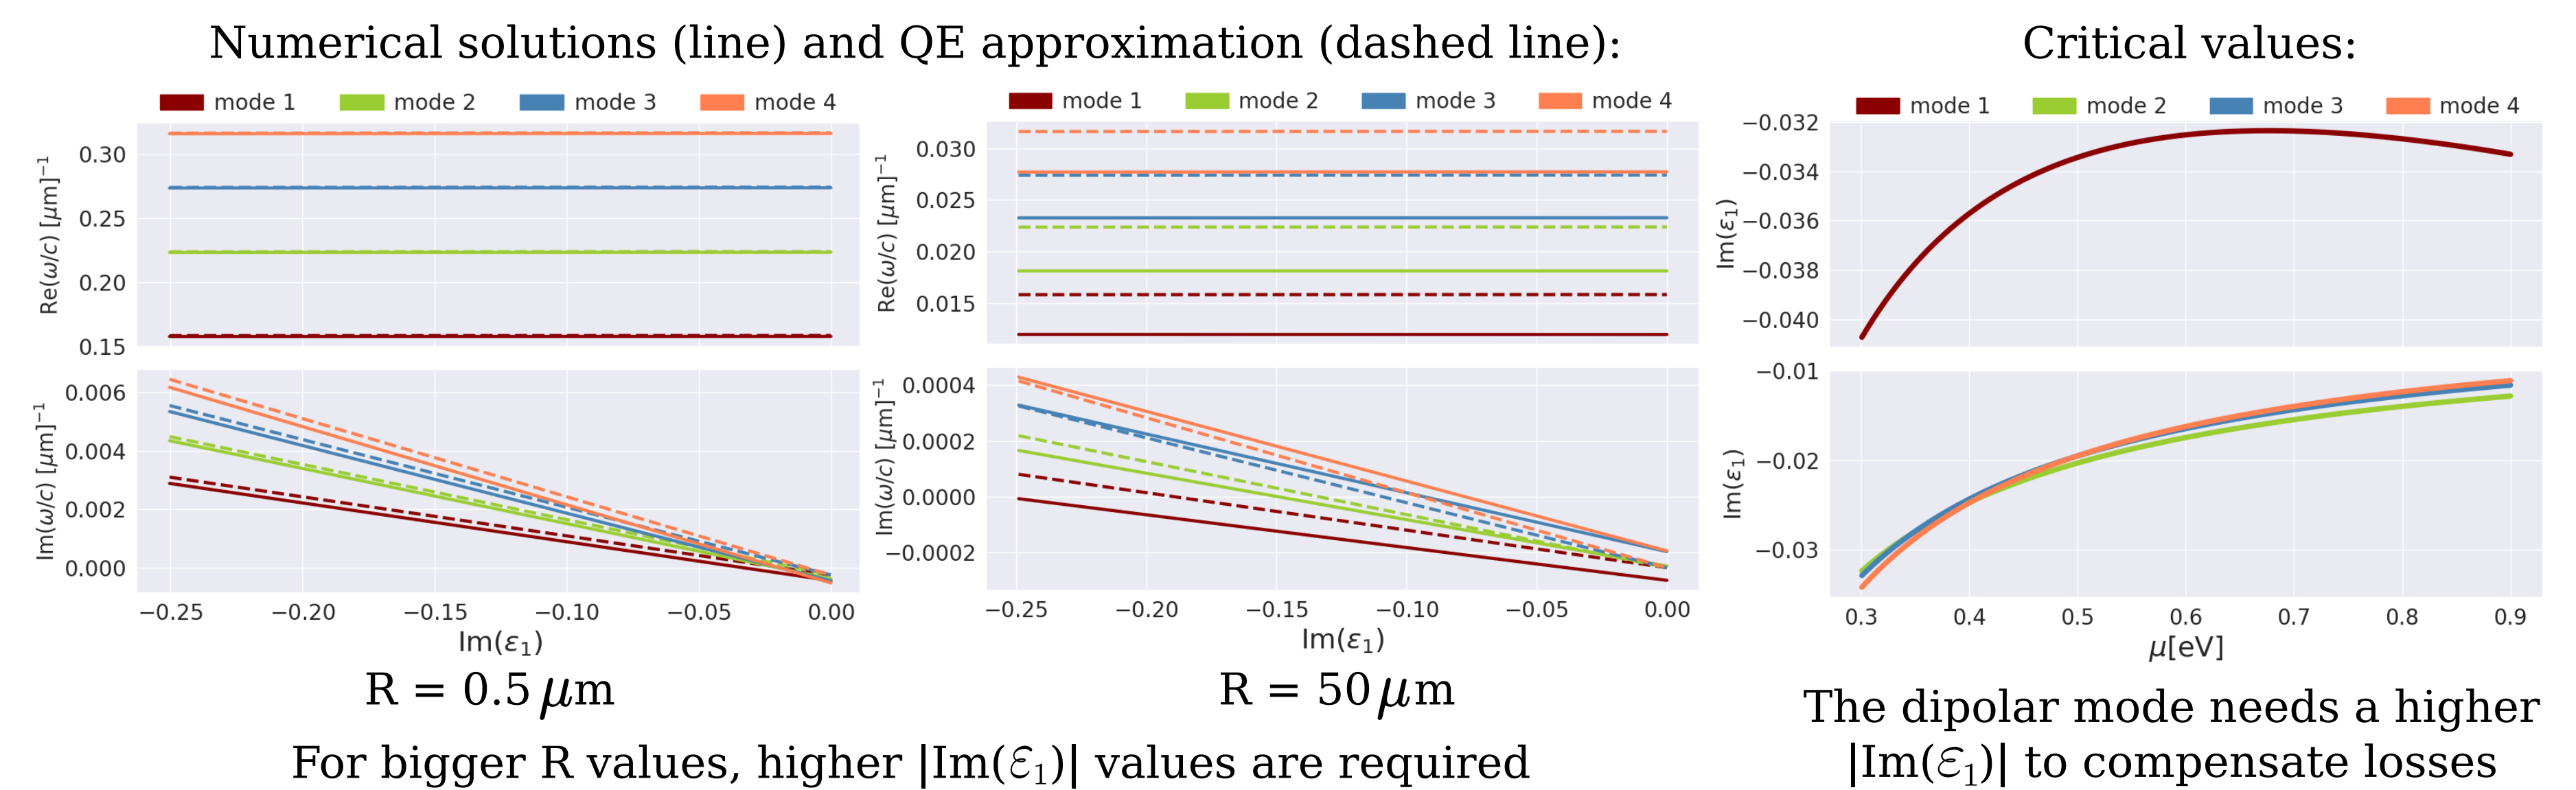 Numerical solutions (line) and QE approximation (dashed line):
Critical values:
mode 1 mode 2 mode 3 mode 4
0.30
0.25
0.20
0.15
Re(ω/c) [μm]⁻¹
0.006
0.004
0.002
0.000
Im(ω/c) [μm]⁻¹
−0.25 −0.20 −0.15 −0.10 −0.05 0.00
Im(ε₁)
R = 0.5 μm
mode 1 mode 2 mode 3 mode 4
0.030
0.025
0.020
0.015
Re(ω/c) [μm]⁻¹
0.0004
0.0002
0.0000
−0.0002
Im(ω/c) [μm]⁻¹
−0.25 −0.20 −0.15 −0.10 −0.05 0.00
Im(ε₁)
R = 50 μm
For bigger R values, higher |Im(ε₁)| values are required
mode 1 mode 2 mode 3 mode 4
−0.032
−0.034
−0.036
−0.038
−0.040
Im(ε₁)
−0.01
−0.02
−0.03
Im(ε₁)
0.3 0.4 0.5 0.6 0.7 0.8 0.9
μ[eV]
The dipolar mode needs a higher
|Im(ε₁)| to compensate losses